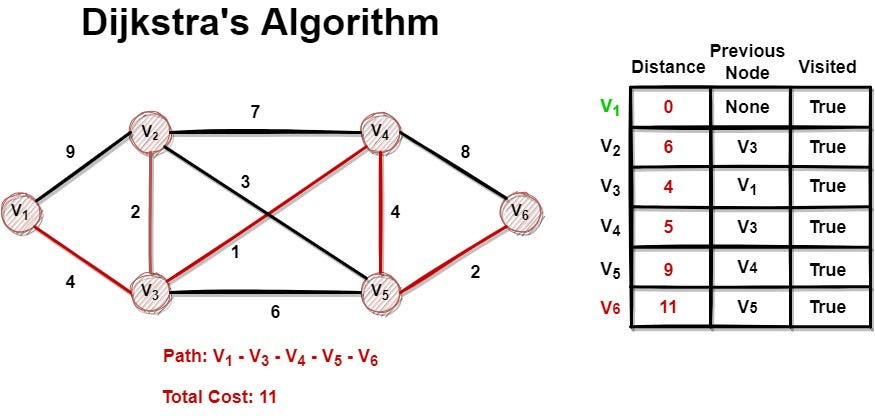 Dijkstra's Algorithm
9
7
8
V1
V2
V4
V6
2
3
4
1
4
V3
V5
6
2
Path: V1 - V3 - V4 - V5 - V6
Total Cost: 11
Distance Previous Node Visited
V1 0 None True
V2 6 V3 True
V3 4 V1 True
V4 5 V3 True
V5 9 V4 True
V6 11 V5 True